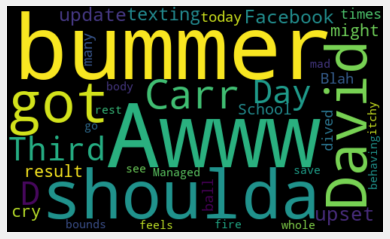 update
texting
today
Facebook
times
many
might
bummer
David
Blah
got
body
Carr
Day
School
mad
itchy
Third
rest
go
Awww
dived
behaving
result
see
Managed
save
D
shoulda
ball
upset
cry
bounds
feels
fire
whole